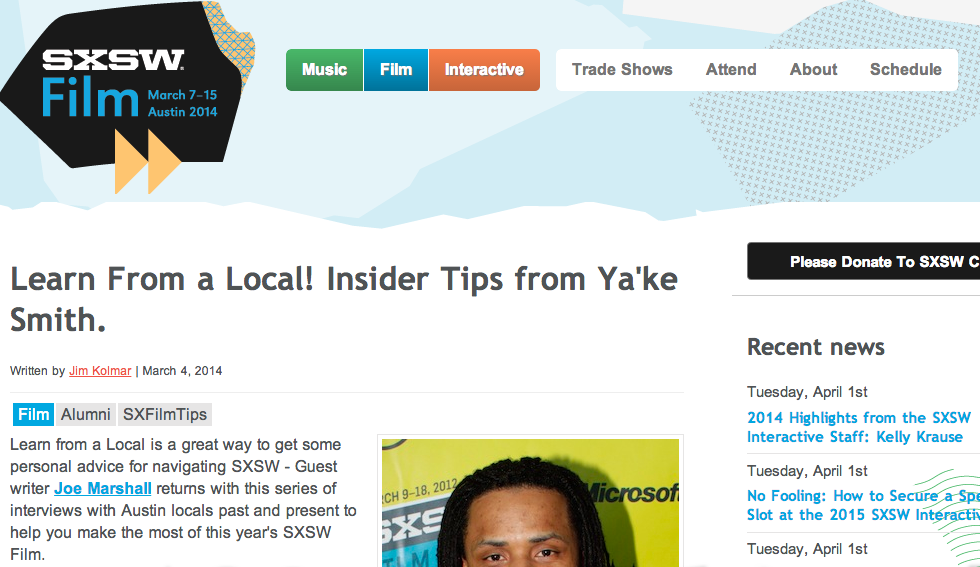 SXSW.
Film
March 7–15
Austin 2014
Music
Film
Interactive
Trade Shows
Attend
About
Schedule
Learn From a Local! Insider Tips from Ya'ke
Smith.
Written by Jim Kolmar | March 4, 2014
Film
Alumni
SXFilmTips
Learn from a Local is a great way to get some
personal advice for navigating SXSW - Guest
writer Joe Marshall returns with this series of
interviews with Austin locals past and present to
help you make the most of this year's SXSW
Film.
CH 9–18, 2012
SXS
Microsoft
Please Donate To SXSW C
Recent news
Tuesday, April 1st
2014 Highlights from the SXSW
Interactive Staff: Kelly Krause
Tuesday, April 1st
No Fooling: How to Secure a Spe
Slot at the 2015 SXSW Interactiv
Tuesday, April 1st